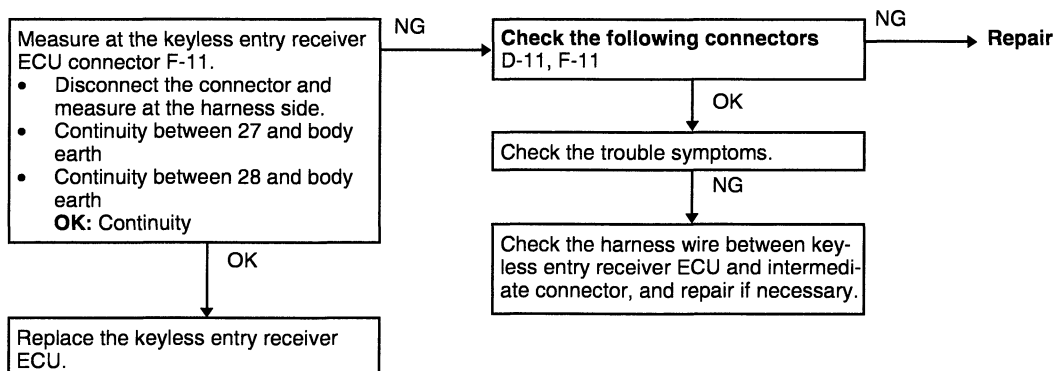 Measure at the keyless entry receiver
ECU connector F-11.
• Disconnect the connector and
measure at the harness side.
• Continuity between 27 and body
earth
• Continuity between 28 and body
earth
OK: Continuity
NG
Check the following connectors
D-11, F-11
NG
Repair
OK
Check the trouble symptoms.
NG
Check the harness wire between key-
less entry receiver ECU and intermedi-
ate connector, and repair if necessary.
OK
Replace the keyless entry receiver
ECU.